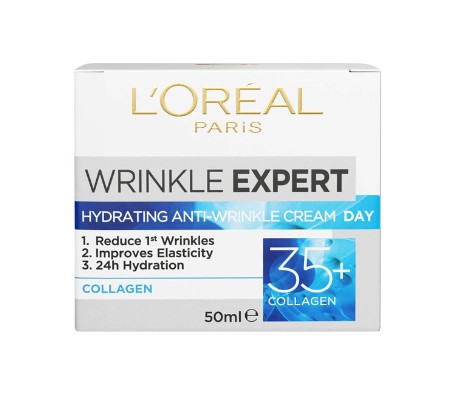 L'ORÉAL
PARIS
WRINKLE EXPERT
HYDRATING ANTI-WRINKLE CREAM DAY
1. Reduce 1st Wrinkles
2. Improves Elasticity
3. 24h Hydration
COLLAGEN
35+
COLLAGEN
50ml ℮